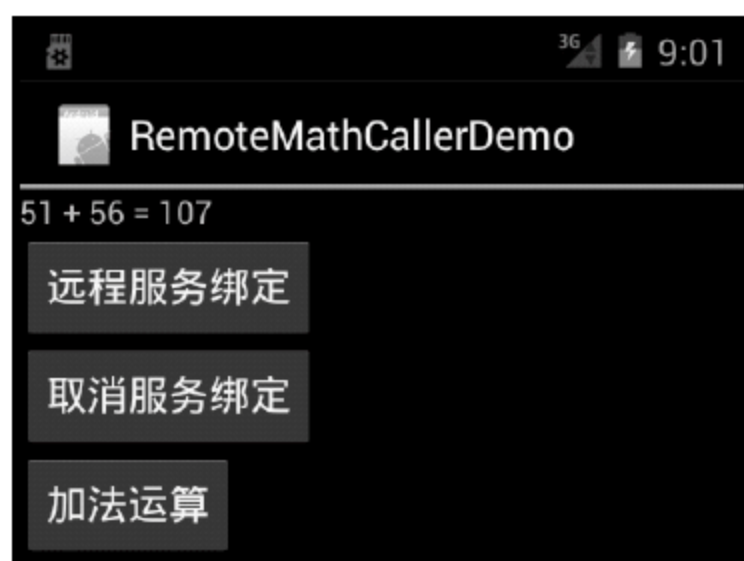 3G 9:01
RemoteMathCallerDemo
51 + 56 = 107
远程服务绑定
取消服务绑定
加法运算